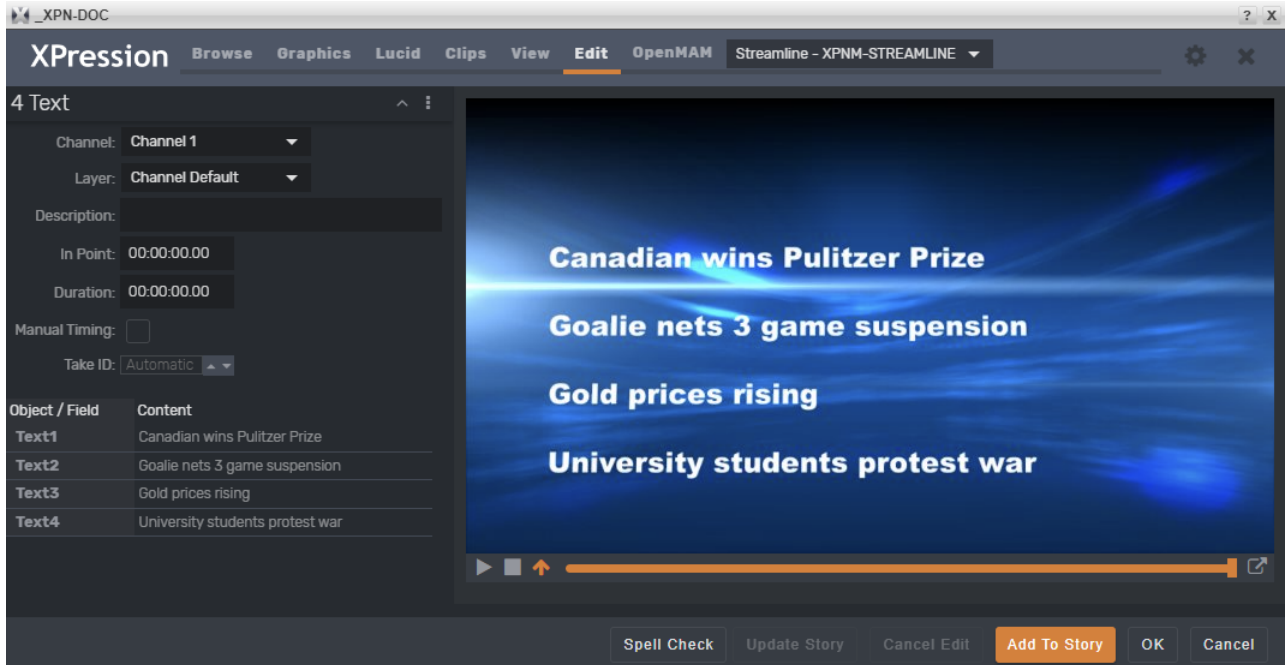 _XPN-DOC ? X
XPression Browse Graphics Lucid Clips View Edit OpenMAM Streamline - XPNM-STREAMLINE
4 Text
Channel: Channel 1
Layer: Channel Default
Description:
In Point: 00:00:00.00
Duration: 00:00:00.00
Manual Timing:
Take ID: Automatic
Object / Field Content
Text1 Canadian wins Pulitzer Prize
Text2 Goalie nets 3 game suspension
Text3 Gold prices rising
Text4 University students protest war
Canadian wins Pulitzer Prize
Goalie nets 3 game suspension
Gold prices rising
University students protest war
Spell Check Update Story Cancel Edit Add To Story OK Cancel